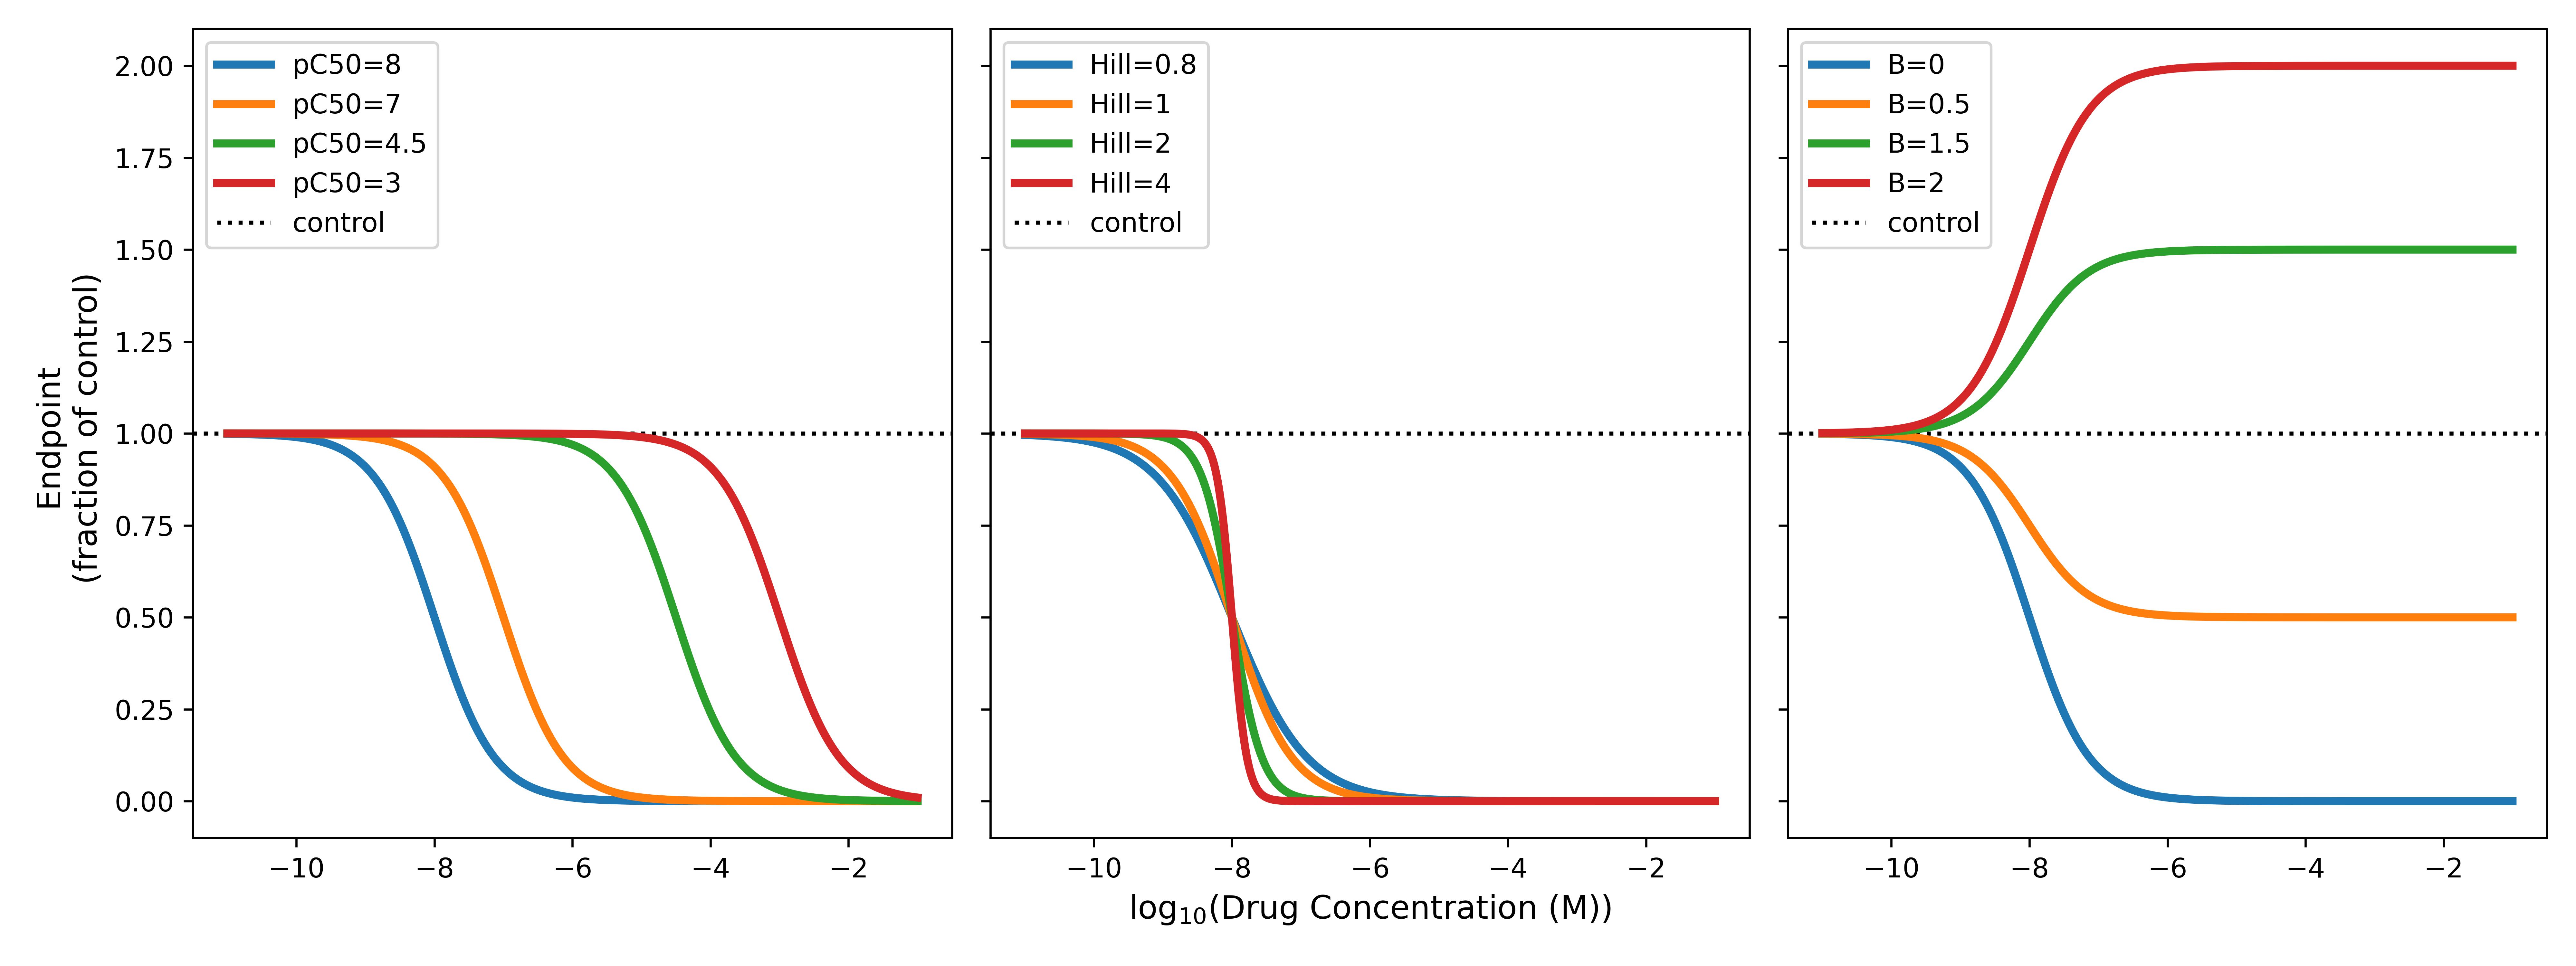 Endpoint
(fraction of control)
2.00
1.75
1.50
1.25
1.00
0.75
0.50
0.25
0.00
pC50=8
pC50=7
pC50=4.5
pC50=3
control
−10
−8
−6
−4
−2
Hill=0.8
Hill=1
Hill=2
Hill=4
control
−10
−8
−6
−4
−2
B=0
B=0.5
B=1.5
B=2
control
−10
−8
−6
−4
−2
log₁₀(Drug Concentration (M))